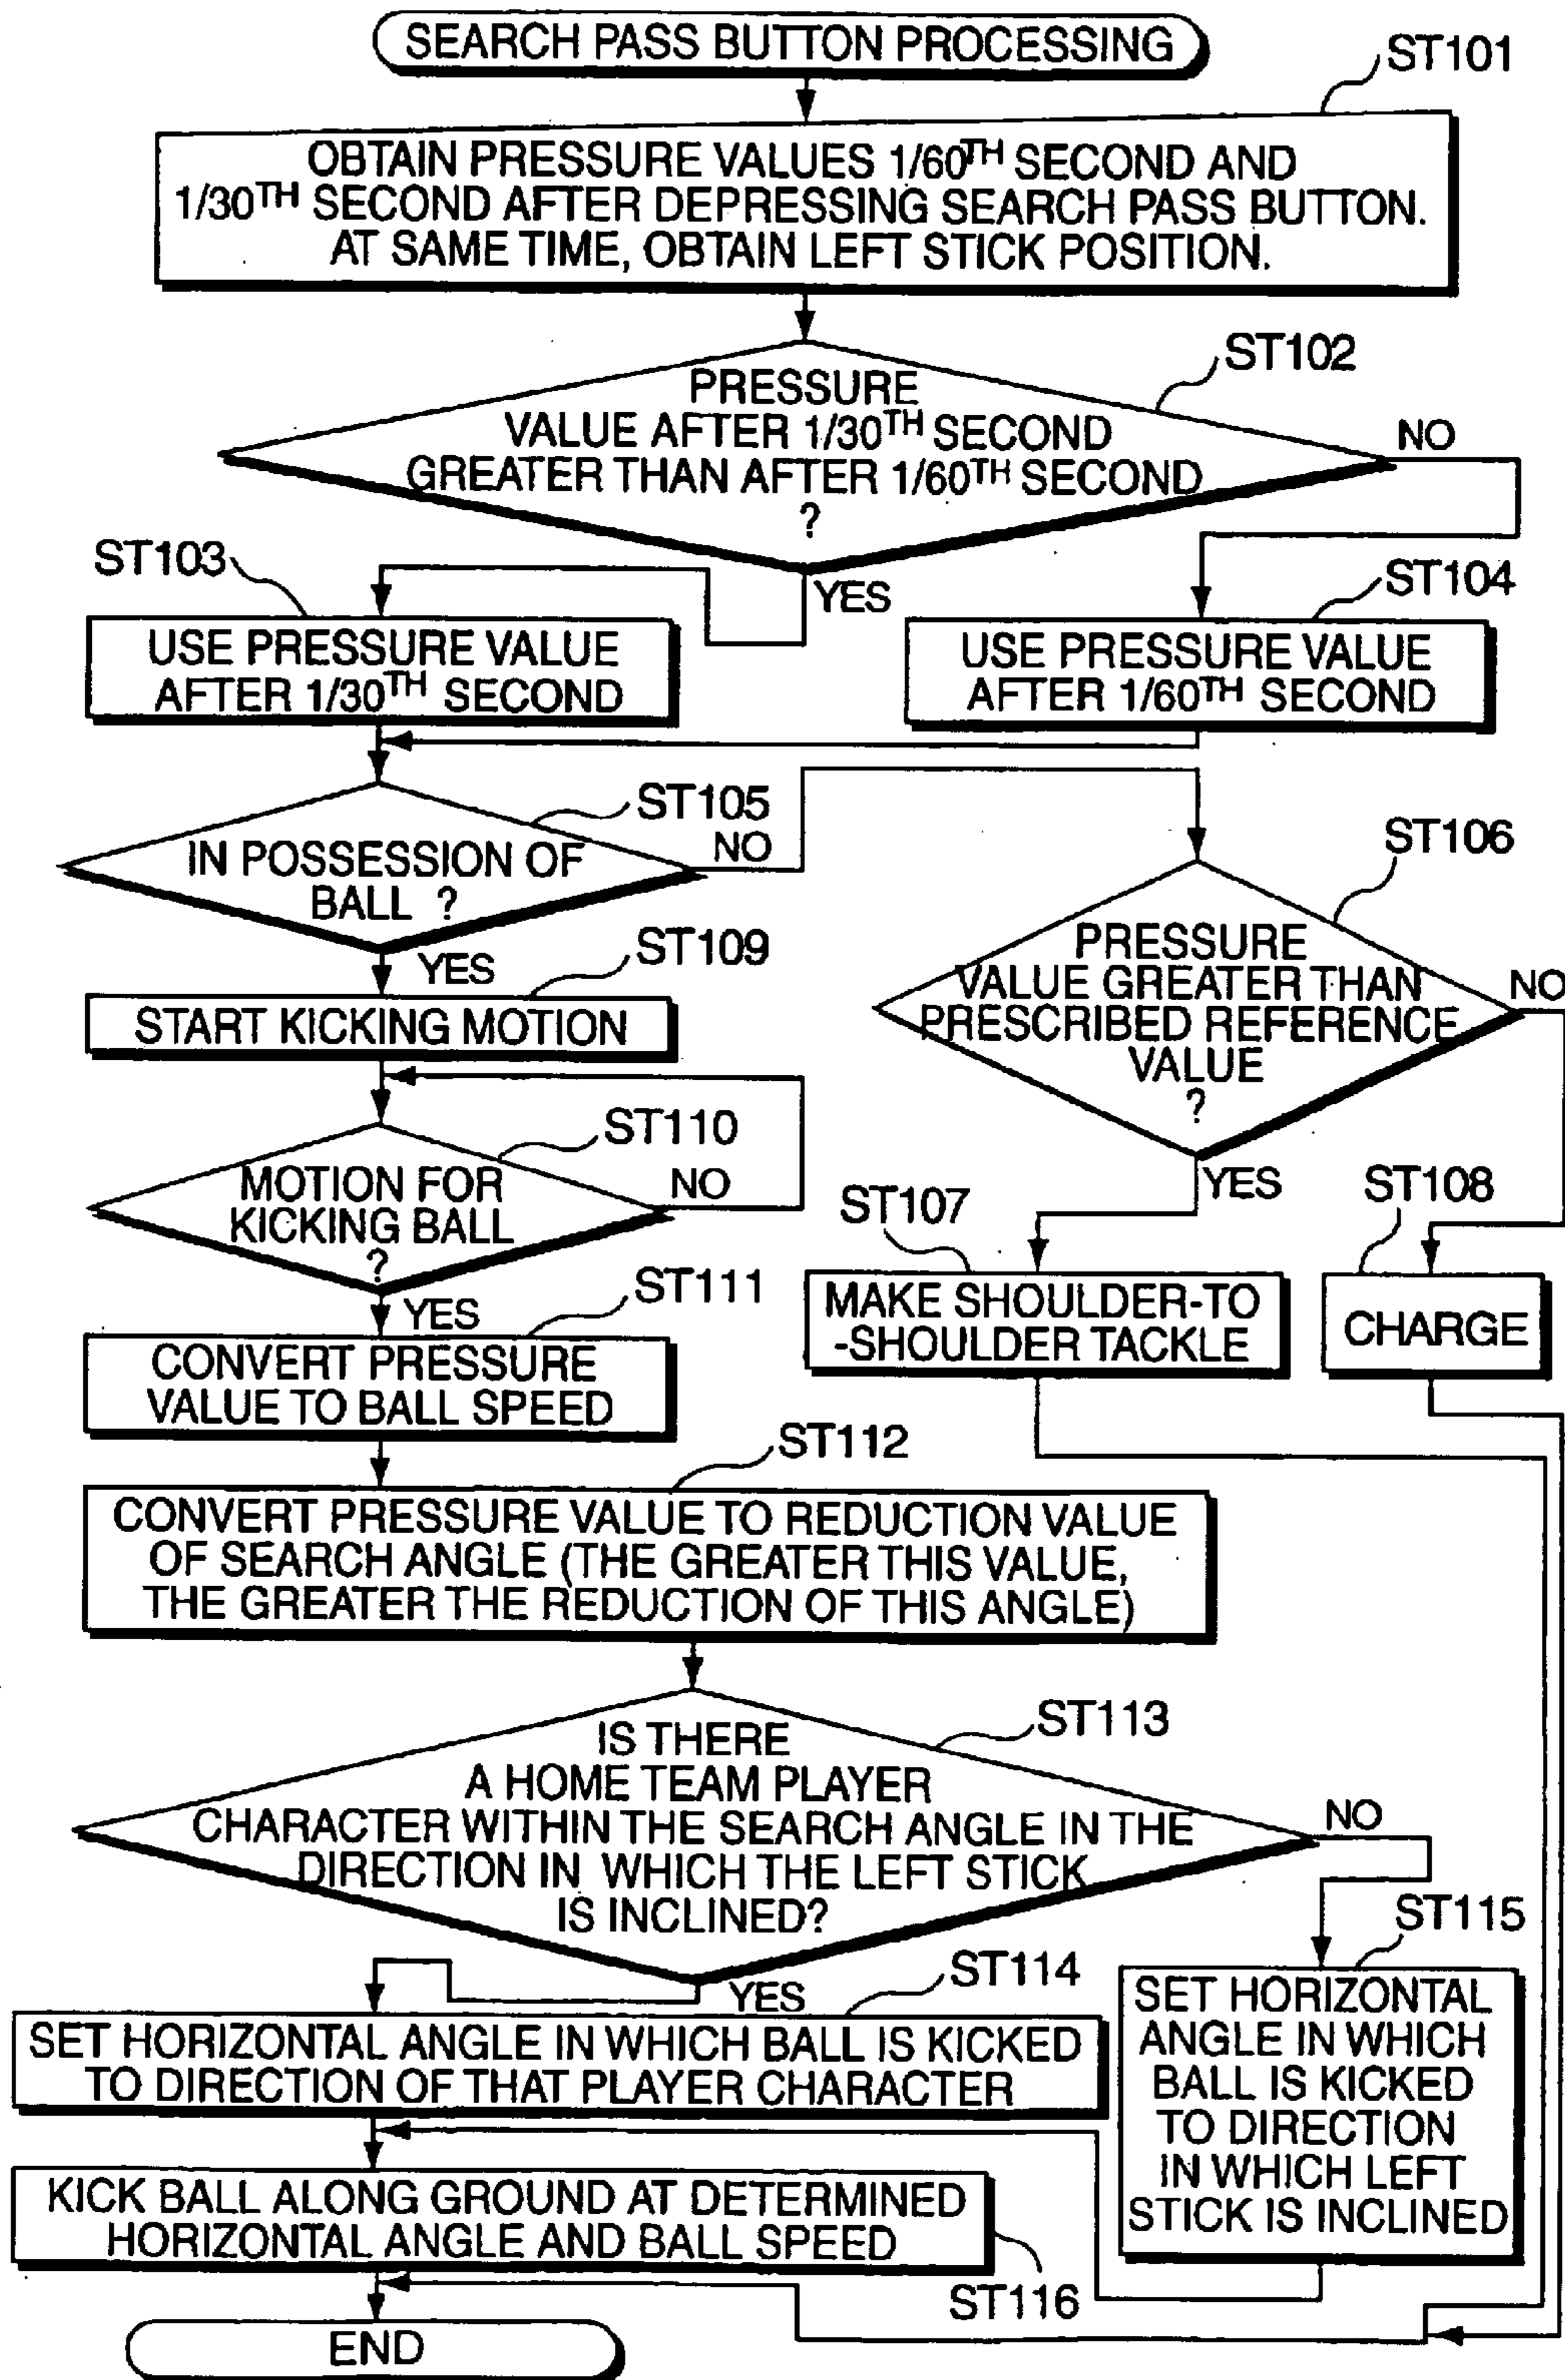 SEARCH PASS BUTTON PROCESSING
ST101
OBTAIN PRESSURE VALUES 1/60TH SECOND AND
1/30TH SECOND AFTER DEPRESSING SEARCH PASS BUTTON.
AT SAME TIME, OBTAIN LEFT STICK POSITION.
ST102
PRESSURE
VALUE AFTER 1/30TH SECOND
GREATER THAN AFTER 1/60TH SECOND
?
NO
YES
ST103
USE PRESSURE VALUE
AFTER 1/30TH SECOND
ST104
USE PRESSURE VALUE
AFTER 1/60TH SECOND
ST105
IN POSSESSION OF
BALL ?
NO
YES
ST106
PRESSURE
VALUE GREATER THAN
PRESCRIBED REFERENCE
VALUE
?
NO
YES
ST109
START KICKING MOTION
ST110
MOTION FOR
KICKING BALL
?
NO
YES
ST107
MAKE SHOULDER-TO
-SHOULDER TACKLE
ST108
CHARGE
ST111
CONVERT PRESSURE
VALUE TO BALL SPEED
ST112
CONVERT PRESSURE VALUE TO REDUCTION VALUE
OF SEARCH ANGLE (THE GREATER THIS VALUE,
THE GREATER THE REDUCTION OF THIS ANGLE)
ST113
IS THERE
A HOME TEAM PLAYER
CHARACTER WITHIN THE SEARCH ANGLE IN THE
DIRECTION IN WHICH THE LEFT STICK
IS INCLINED?
NO
YES
ST114
SET HORIZONTAL ANGLE IN WHICH BALL IS KICKED
TO DIRECTION OF THAT PLAYER CHARACTER
ST115
SET HORIZONTAL
ANGLE IN WHICH
BALL IS KICKED
TO DIRECTION
IN WHICH LEFT
STICK IS INCLINED
KICK BALL ALONG GROUND AT DETERMINED
HORIZONTAL ANGLE AND BALL SPEED
ST116
END